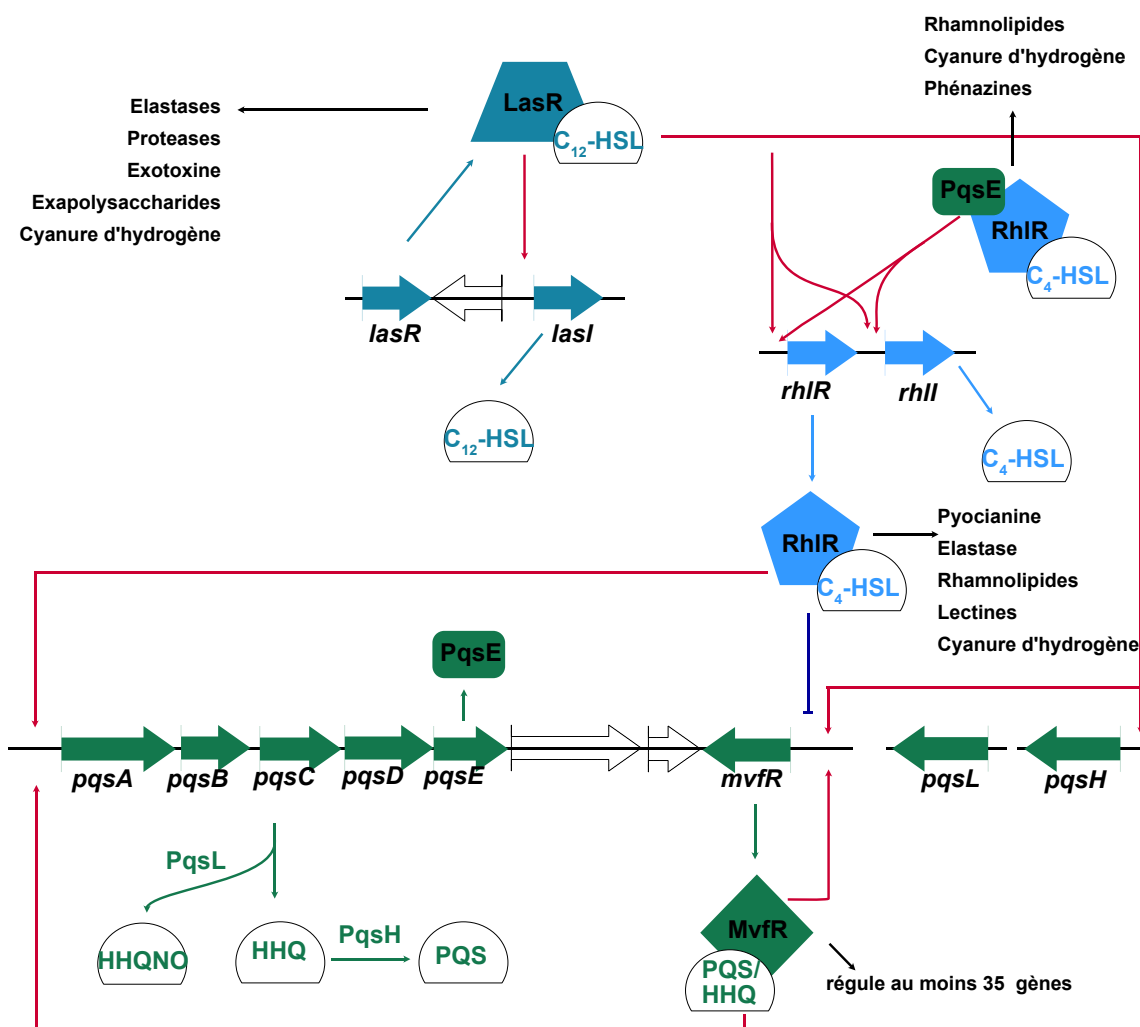 Rhamnolipides
Cyanure d'hydrogène
Phénazines
Elastases
Proteases
Exotoxine
Exapolysaccharides
Cyanure d'hydrogène
LasR
C12-HSL
PqsE
RhlR
C4-HSL
lasR
lasI
rhlR
rhlI
C12-HSL
C4-HSL
RhlR
C4-HSL
Pyocianine
Elastase
Rhamnolipides
Lectines
Cyanure d'hydrogène
PqsE
pqsA
pqsB
pqsC
pqsD
pqsE
mvfR
pqsL
pqsH
PqsL
HHQNO
HHQ
PqsH
PQS
MvfR
PQS/
HHQ
régule au moins 35 gènes